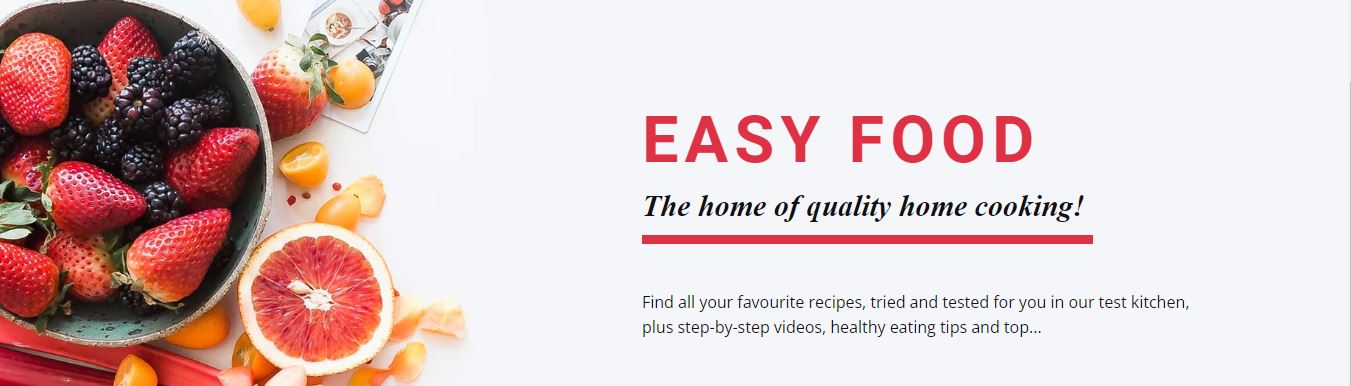 EASY FOOD
The home of quality home cooking!
Find all your favourite recipes, tried and tested for you in our test kitchen,
plus step-by-step videos, healthy eating tips and top...